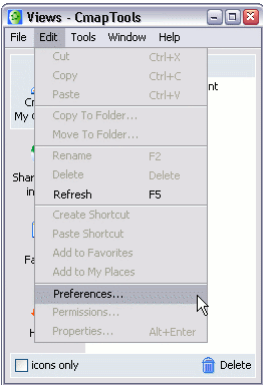 Views - CmapTools
File Edit Tools Window Help
Cut Ctrl+X
Copy Ctrl+C
Paste Ctrl+V
Copy To Folder...
Move To Folder...
Rename F2
Delete Delete
Refresh F5
Create Shortcut
Paste Shortcut
Add to Favorites
Add to My Places
Preferences...
Permissions...
Properties... Alt+Enter
icons only Delete